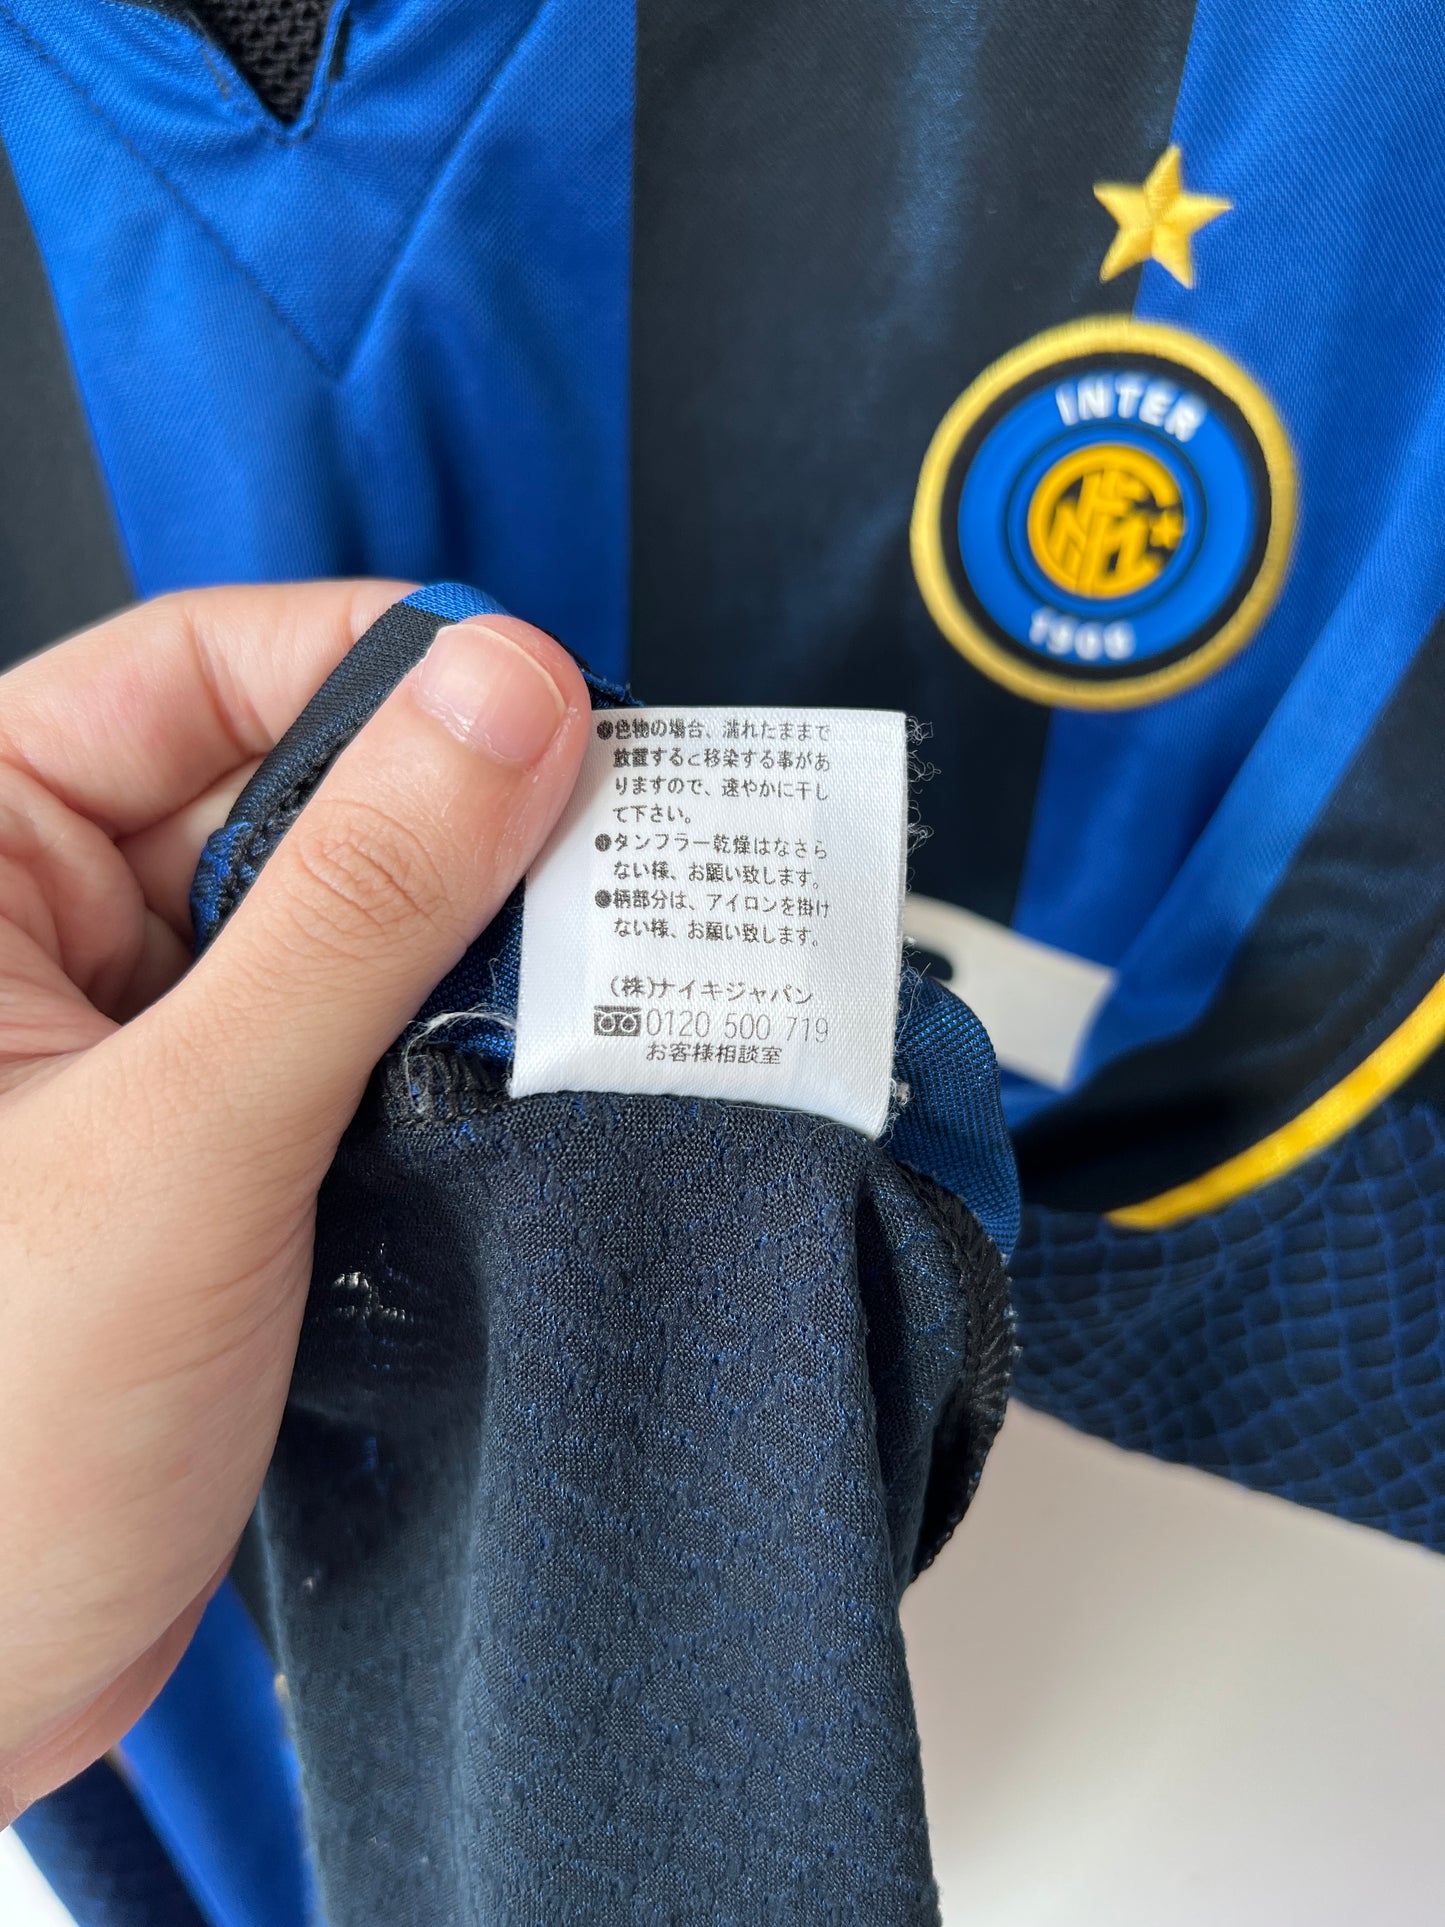 INTER
1908
●色物の場合、濡れたままで
放置すると移染する事があ
りますので、速やかに干し
て下さい。
●タンブラー乾燥はなさら
ない様、お願い致します。
●柄部分は、アイロンを掛け
ない様、お願い致します。
(株)ナイキジャパン
0120 500 719
お客様相談室